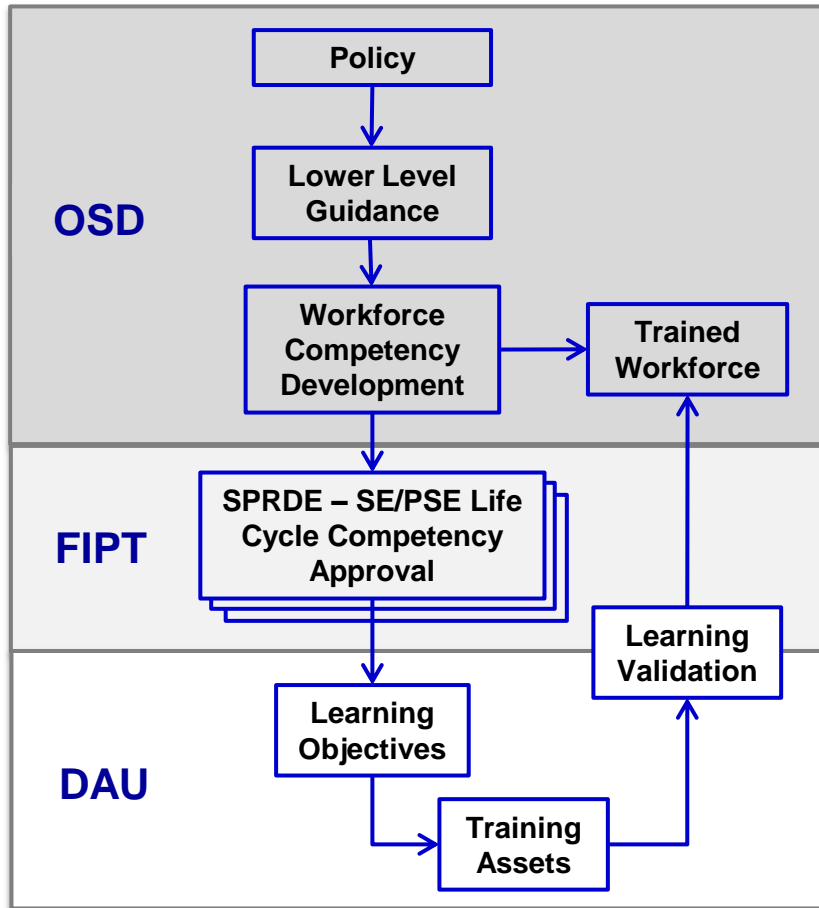 Policy
Lower Level
Guidance
OSD
Workforce
Competency
Development
Trained
Workforce
SPRDE – SE/PSE Life
Cycle Competency
Approval
FIPT
Learning
Validation
Learning
Objectives
DAU
Training
Assets